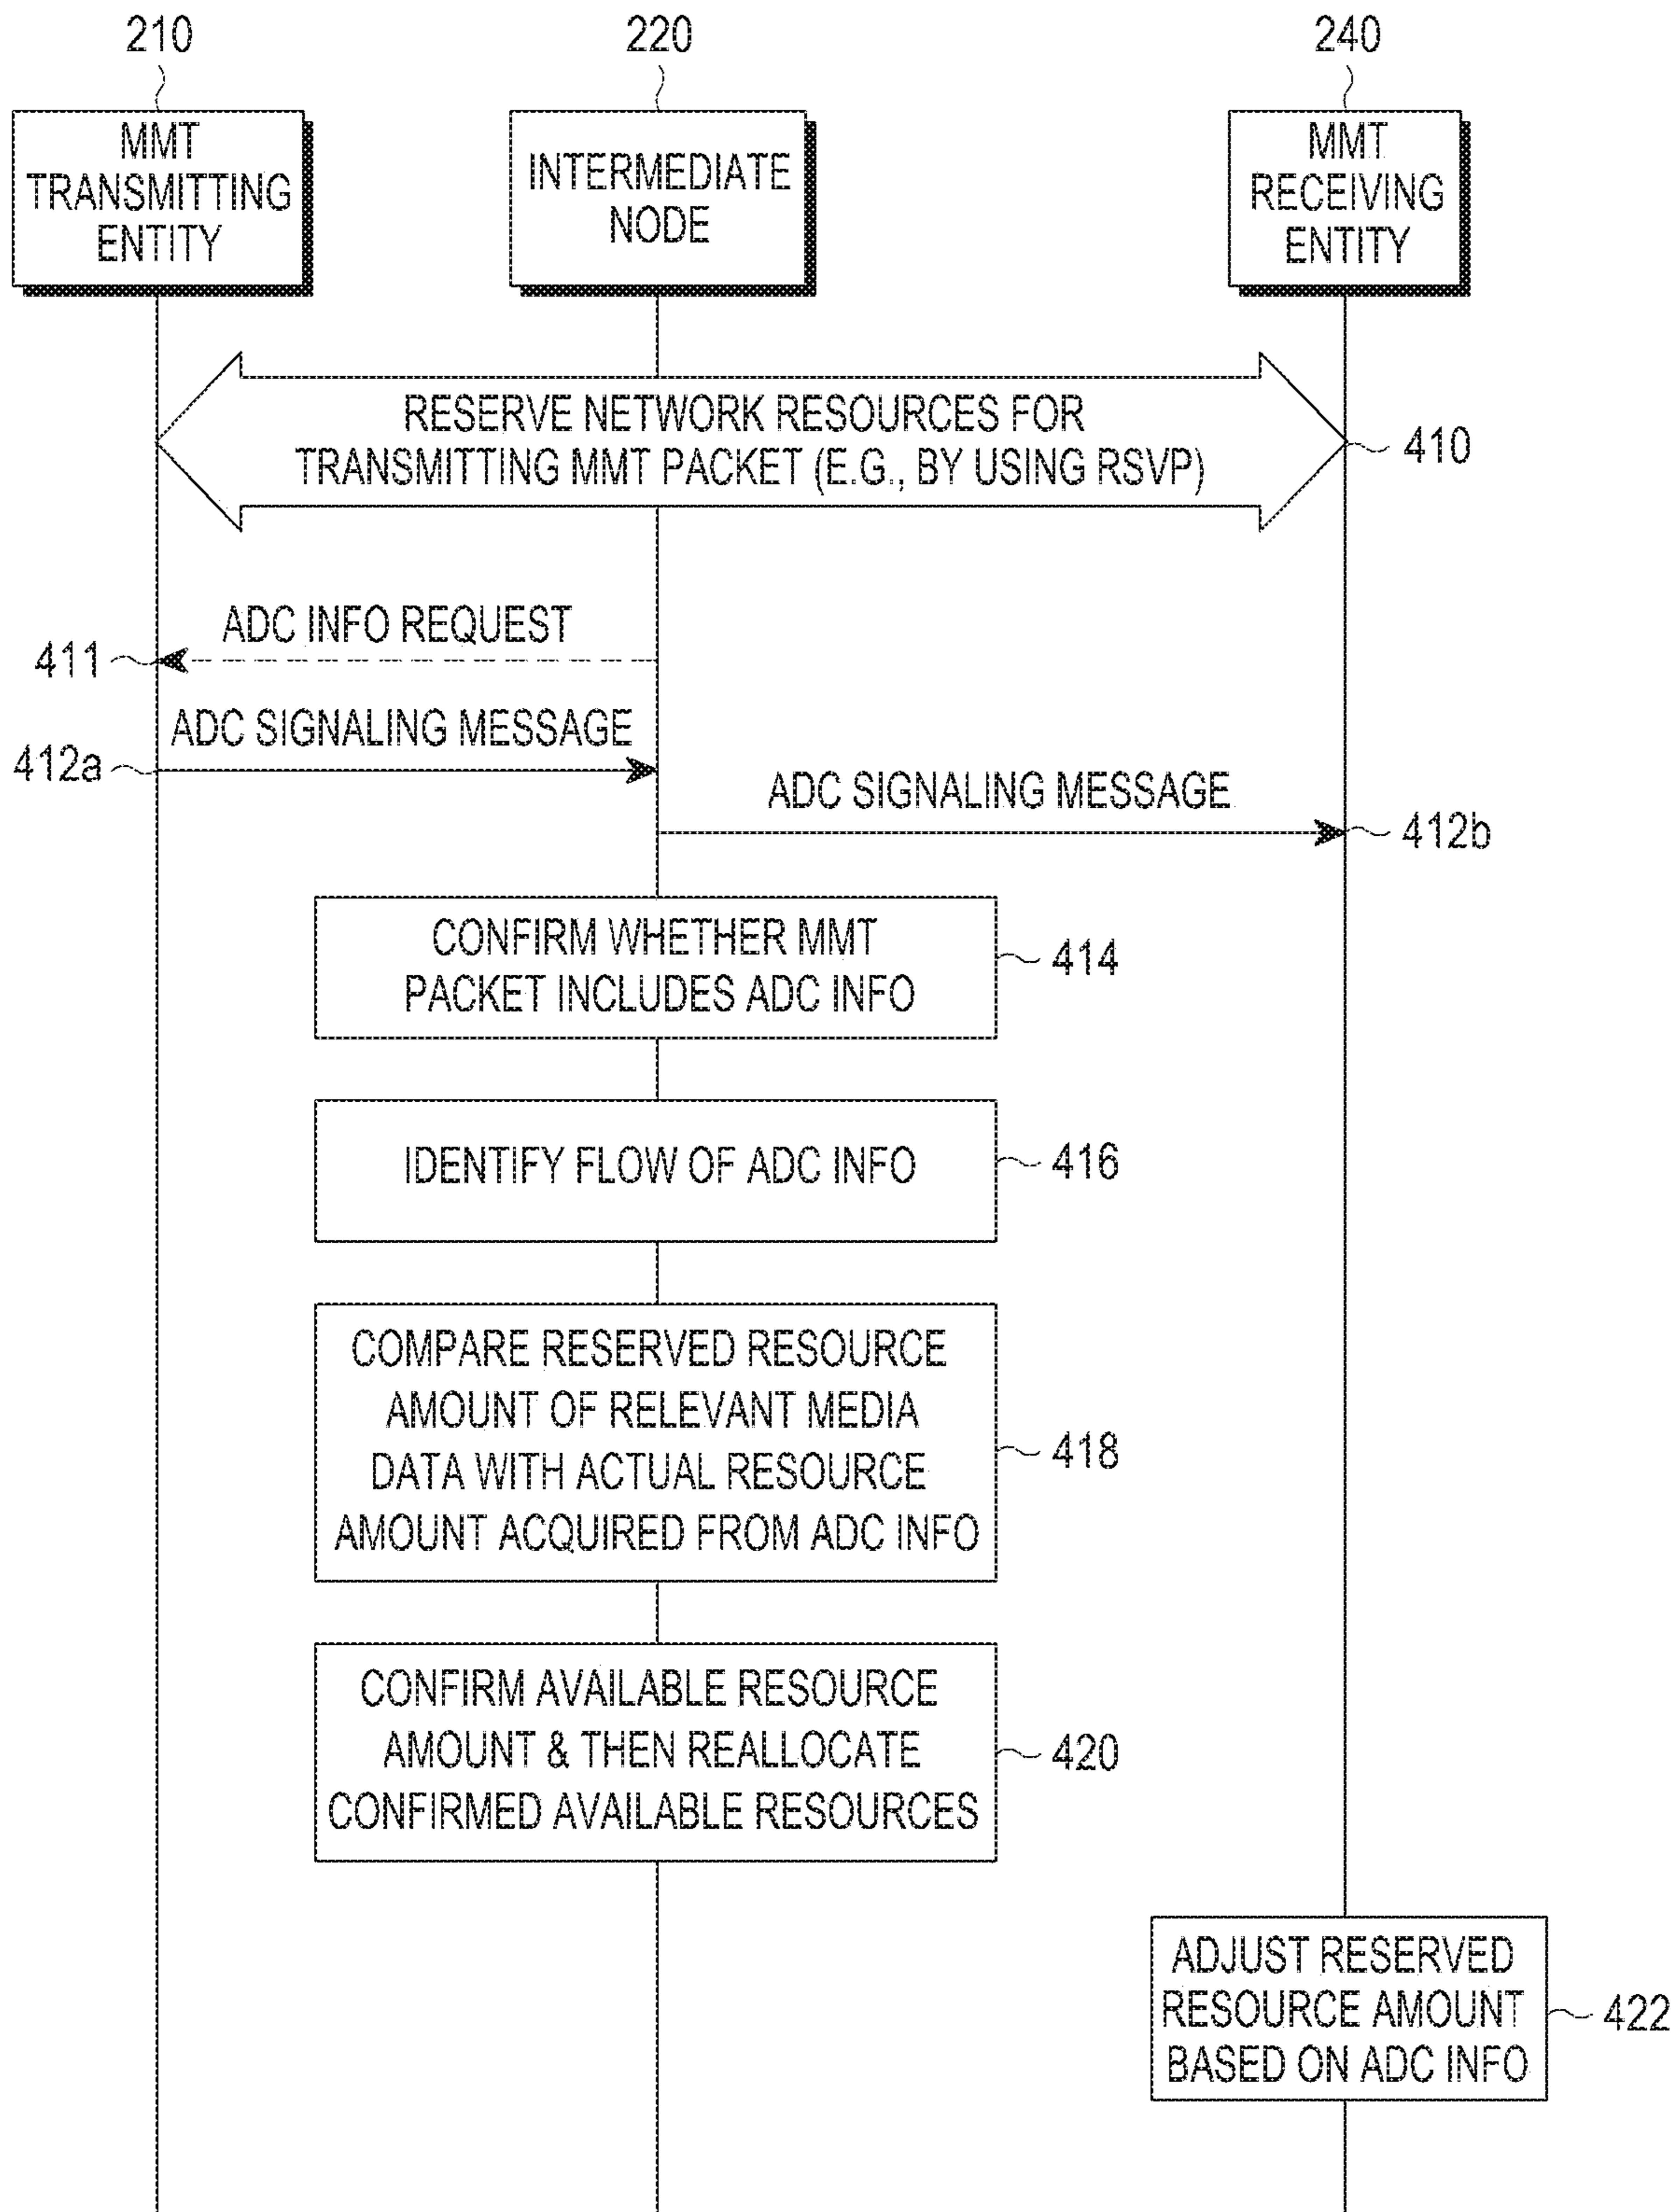 210
220
240
MMT
TRANSMITTING
ENTITY
INTERMEDIATE
NODE
MMT
RECEIVING
ENTITY
RESERVE NETWORK RESOURCES FOR
TRANSMITTING MMT PACKET (E.G., BY USING RSVP)
410
ADC INFO REQUEST
411
ADC SIGNALING MESSAGE
412a
ADC SIGNALING MESSAGE
412b
CONFIRM WHETHER MMT
PACKET INCLUDES ADC INFO
414
IDENTIFY FLOW OF ADC INFO
416
COMPARE RESERVED RESOURCE
AMOUNT OF RELEVANT MEDIA
DATA WITH ACTUAL RESOURCE
AMOUNT ACQUIRED FROM ADC INFO
418
CONFIRM AVAILABLE RESOURCE
AMOUNT & THEN REALLOCATE
CONFIRMED AVAILABLE RESOURCES
420
ADJUST RESERVED
RESOURCE AMOUNT
BASED ON ADC INFO
422